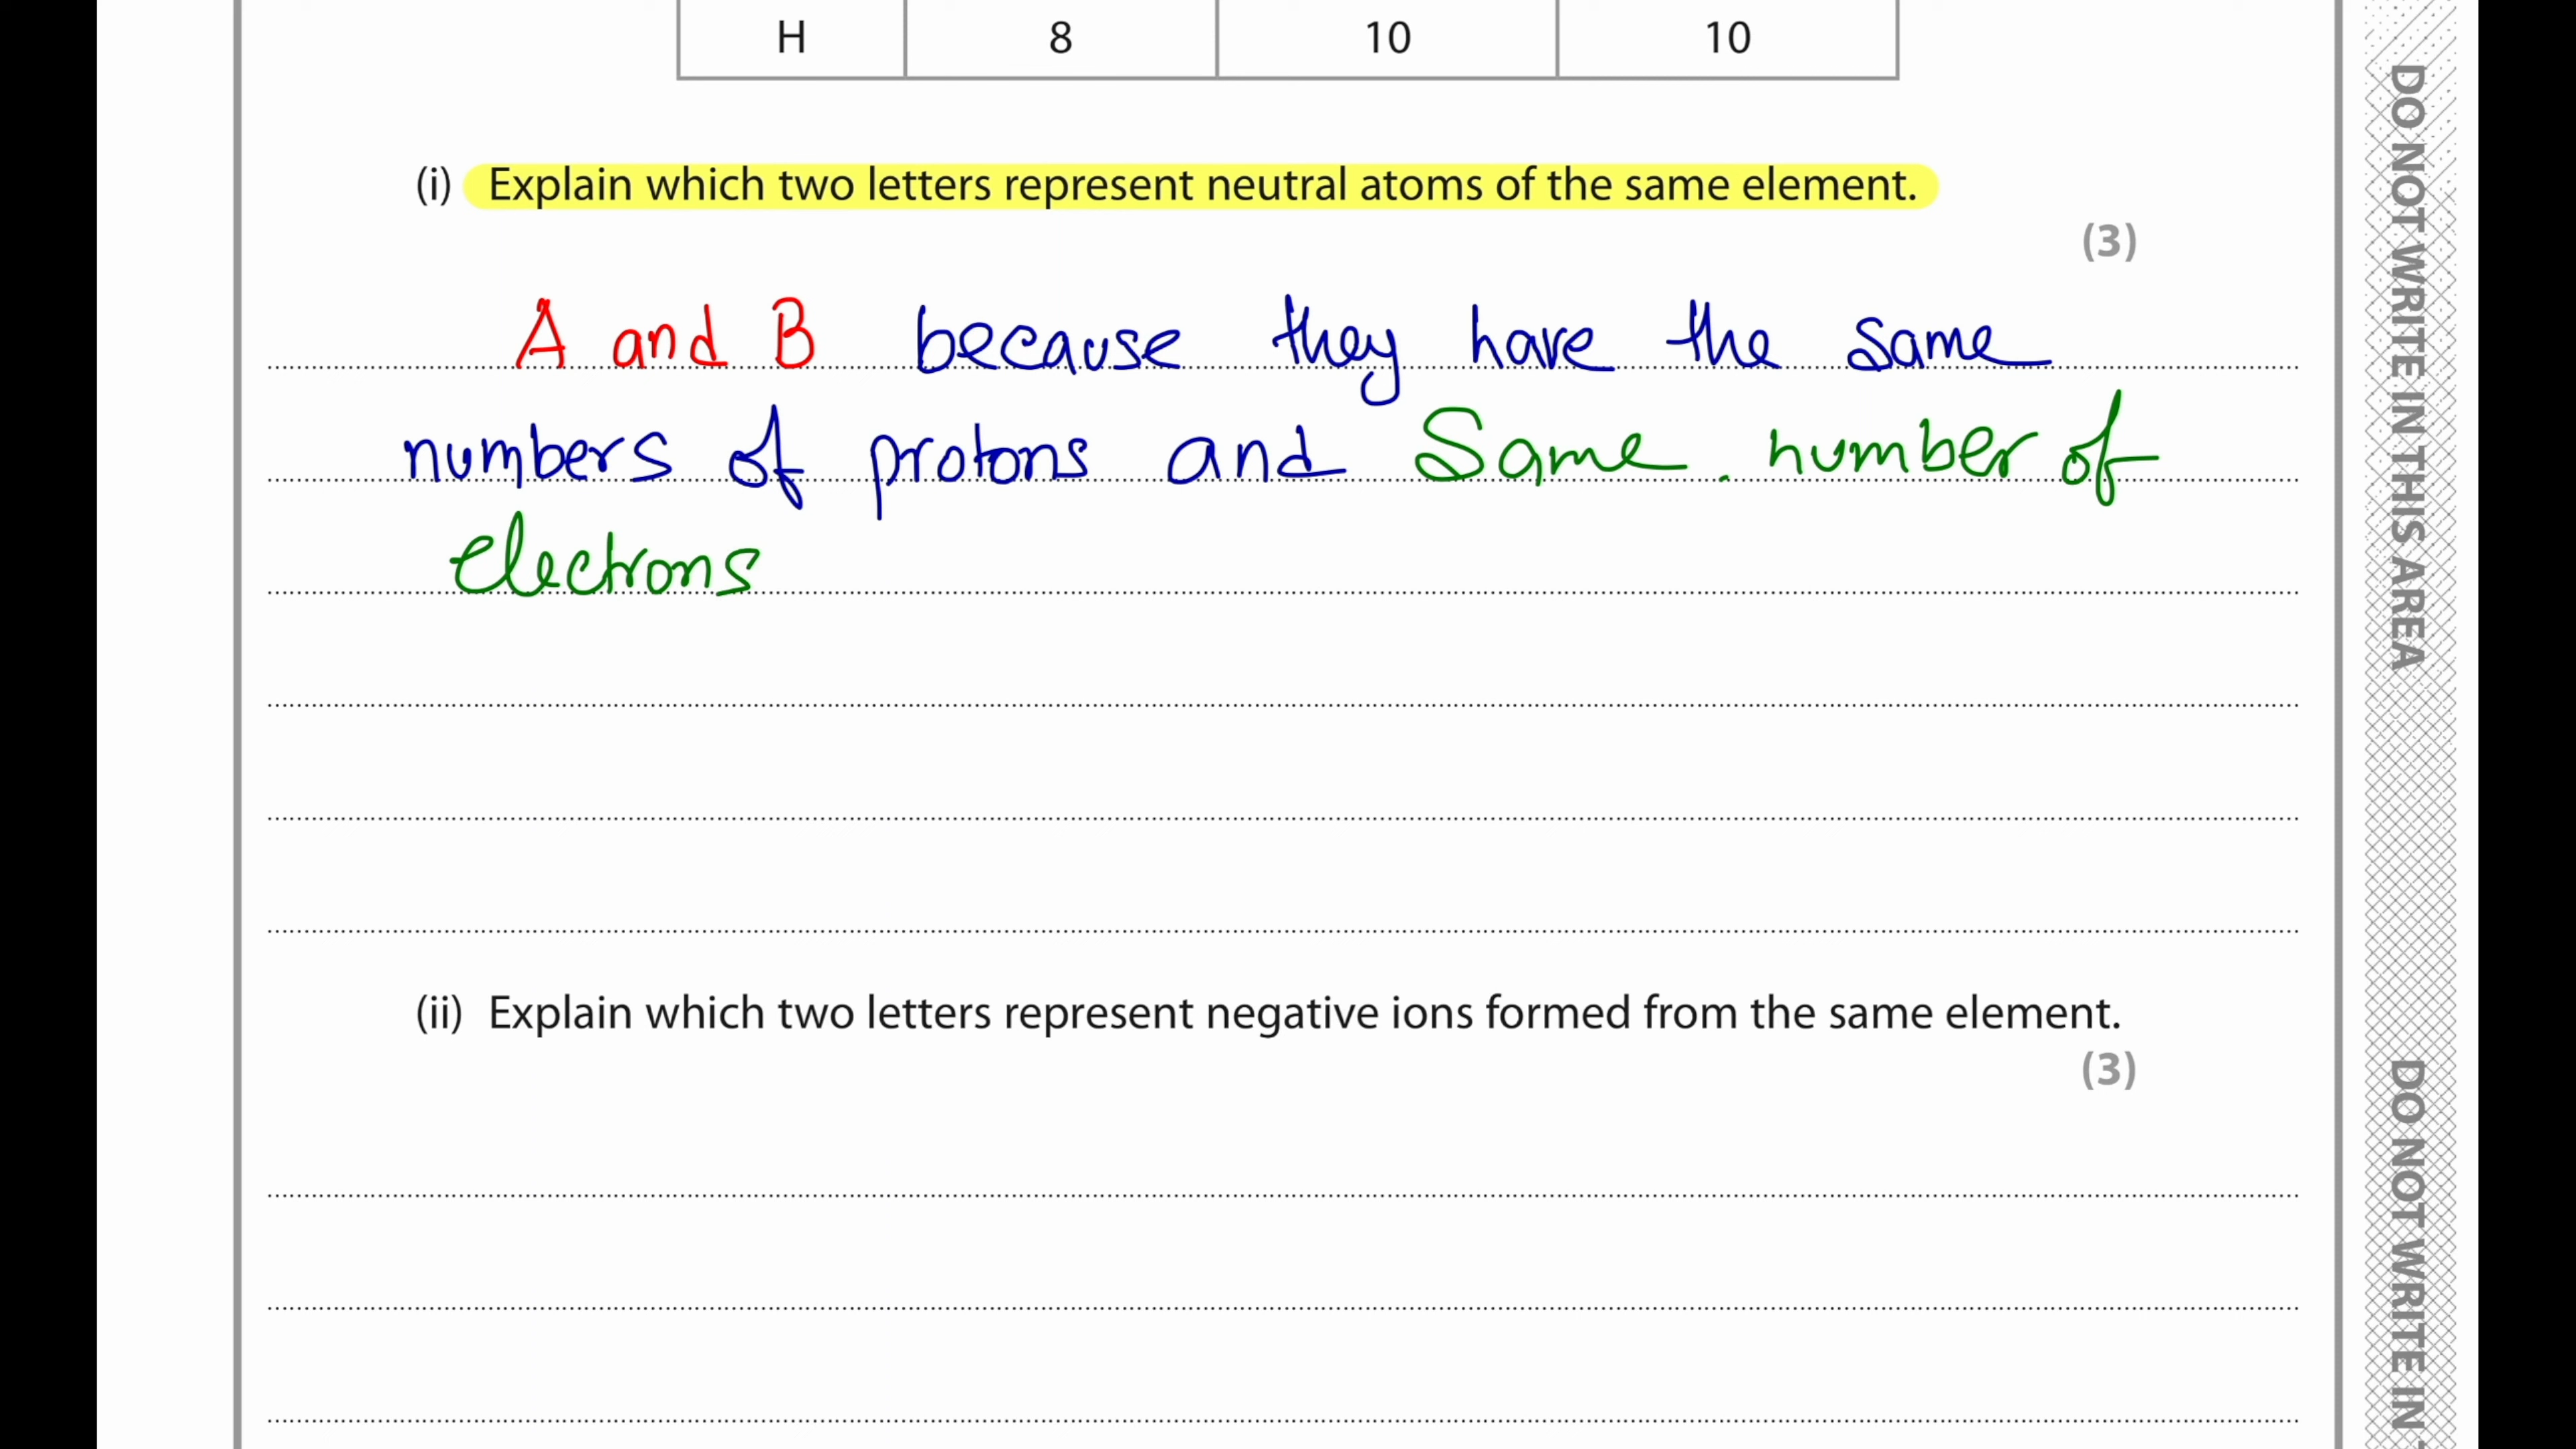 H 8 10 10
(i) Explain which two letters represent neutral atoms of the same element.
(3)
A and B because they have the same
numbers of protons and Same number of
electrons
(ii) Explain which two letters represent negative ions formed from the same element.
(3)
DO NOT WRITE IN THIS AREA
DO NOT WRITE IN